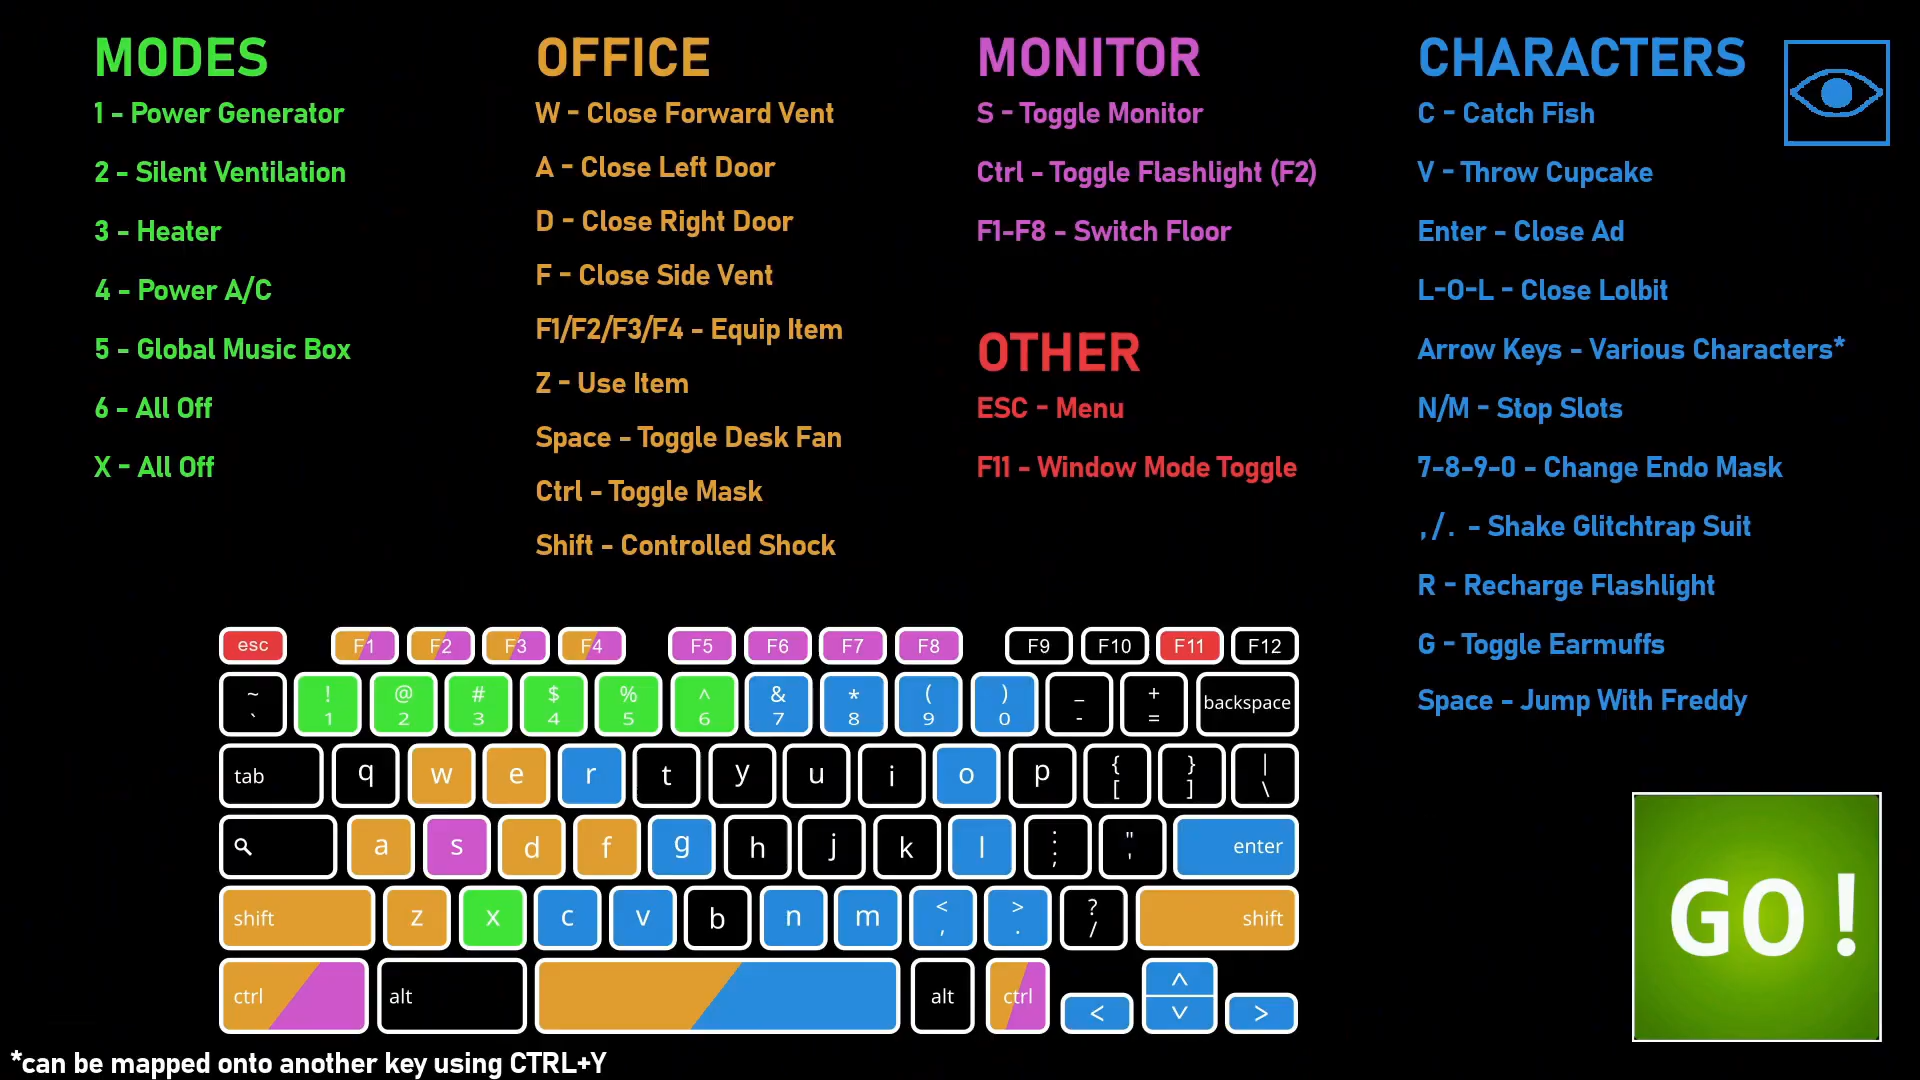 MODES
1 - Power Generator
2 - Silent Ventilation
3 - Heater
4 - Power A/C
5 - Global Music Box
6 - All Off
X - All Off
OFFICE
W - Close Forward Vent
A - Close Left Door
D - Close Right Door
F - Close Side Vent
F1/F2/F3/F4 - Equip Item
Z - Use Item
Space - Toggle Desk Fan
Ctrl - Toggle Mask
Shift - Controlled Shock
MONITOR
S - Toggle Monitor
Ctrl - Toggle Flashlight (F2)
F1-F8 - Switch Floor
OTHER
ESC - Menu
F11 - Window Mode Toggle
CHARACTERS
C - Catch Fish
V - Throw Cupcake
Enter - Close Ad
L-O-L - Close Lolbit
Arrow Keys - Various Characters*
N/M - Stop Slots
7-8-9-0 - Change Endo Mask
,/. - Shake Glitchtrap Suit
R - Recharge Flashlight
G - Toggle Earmuffs
Space - Jump With Freddy
esc F1 F2 F3 F4 F5 F6 F7 F8 F9 F10 F11 F12
~ ! @ # $ % ^ & * ( ) _ +
` 1 2 3 4 5 6 7 8 9 0 - = backspace
tab q w e r t y u i o p { } |
[ ] \
a s d f g h j k l : " enter
; '
shift z x c v b n m < > ? shift
, . /
ctrl alt alt ctrl < ^ v >
GO!
*can be mapped onto another key using CTRL+Y